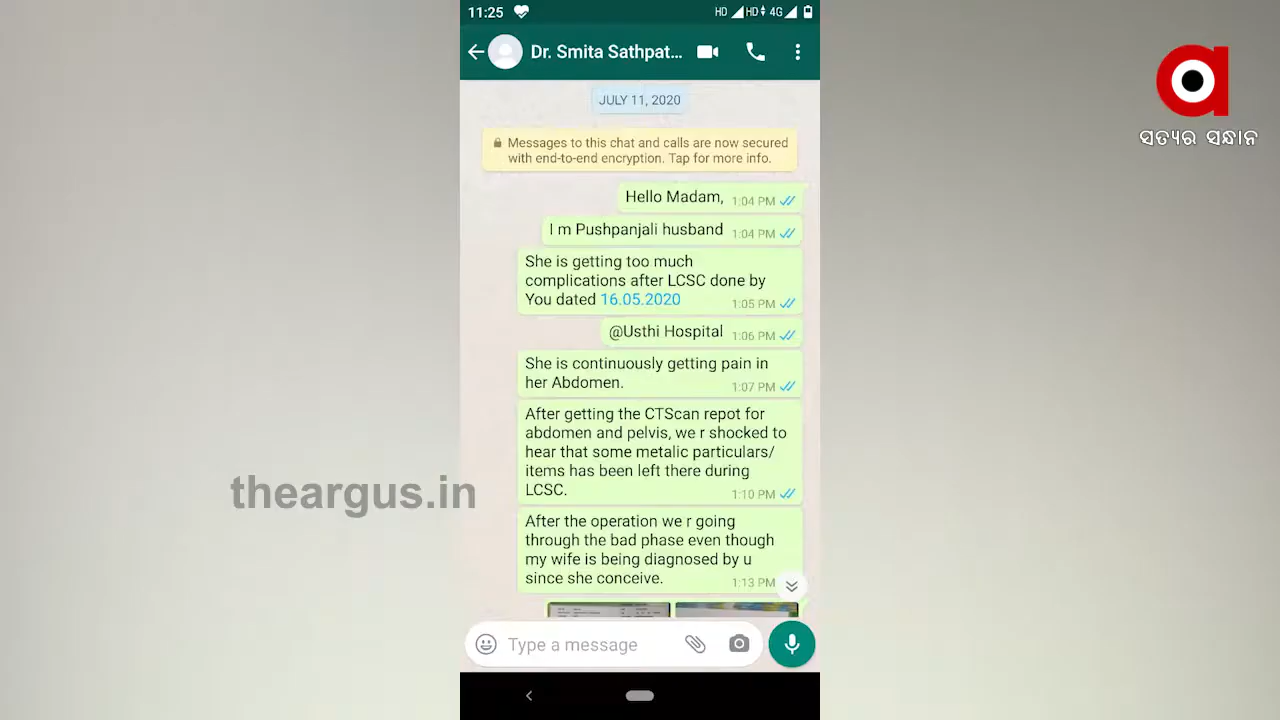 11:25
HD HD 4G
Dr. Smita Sathpat...
ସତ୍ୟର ସନ୍ଧାନ
JULY 11, 2020
Messages to this chat and calls are now secured
with end-to-end encryption. Tap for more info.
Hello Madam, 1:04 PM
I m Pushpanjali husband 1:04 PM
She is getting too much
complications after LCSC done by
You dated 16.05.2020 1:05 PM
@Usthi Hospital 1:06 PM
She is continuously getting pain in
her Abdomen. 1:07 PM
After getting the CTScan repot for
abdomen and pelvis, we r shocked to
hear that some metalic particulars/
items has been left there during
LCSC. 1:10 PM
theargus.in
After the operation we r going
through the bad phase even though
my wife is being diagnosed by u
since she conceive. 1:13 PM
Type a message